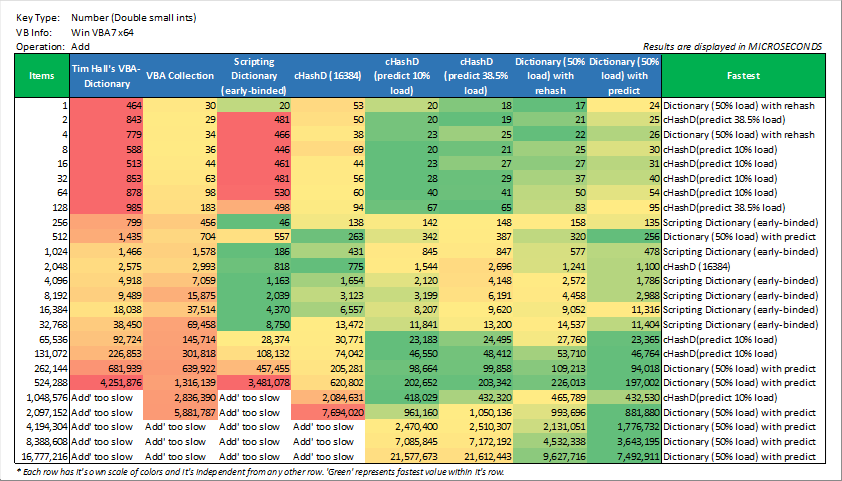 Key Type: Number (Double small ints)
VB Info: Win VBA7 x64
Operation: Add
Results are displayed in MICROSECONDS
Items | Tim Hall's VBA-Dictionary | VBA Collection | Scripting Dictionary (early-binded) | cHashD (16384) | cHashD (predict 10% load) | cHashD (predict 38.5% load) | Dictionary (50% load) with rehash | Dictionary (50% load) with predict | Fastest
1 | 464 | 30 | 20 | 53 | 20 | 18 | 17 | 24 | Dictionary (50% load) with rehash
2 | 843 | 29 | 481 | 50 | 20 | 19 | 21 | 25 | cHashD(predict 38.5% load)
4 | 779 | 34 | 466 | 38 | 23 | 25 | 22 | 26 | Dictionary (50% load) with rehash
8 | 588 | 36 | 446 | 69 | 20 | 21 | 25 | 30 | cHashD(predict 10% load)
16 | 513 | 44 | 461 | 44 | 23 | 27 | 27 | 31 | cHashD(predict 10% load)
32 | 853 | 63 | 481 | 56 | 28 | 29 | 37 | 40 | cHashD(predict 10% load)
64 | 878 | 98 | 530 | 60 | 40 | 41 | 50 | 54 | cHashD(predict 10% load)
128 | 985 | 183 | 498 | 94 | 67 | 65 | 83 | 95 | cHashD(predict 38.5% load)
256 | 799 | 456 | 46 | 138 | 142 | 148 | 158 | 135 | Scripting Dictionary (early-binded)
512 | 1,435 | 704 | 557 | 263 | 342 | 387 | 320 | 256 | Dictionary (50% load) with predict
1,024 | 1,466 | 1,578 | 186 | 431 | 845 | 847 | 577 | 478 | Scripting Dictionary (early-binded)
2,048 | 2,575 | 2,993 | 818 | 775 | 1,544 | 2,696 | 1,241 | 1,100 | cHashD (16384)
4,096 | 4,918 | 7,059 | 1,163 | 1,654 | 2,120 | 4,148 | 2,572 | 1,786 | Scripting Dictionary (early-binded)
8,192 | 9,489 | 15,875 | 2,039 | 3,123 | 3,199 | 6,191 | 4,458 | 2,988 | Scripting Dictionary (early-binded)
16,384 | 18,038 | 37,514 | 4,370 | 6,557 | 8,207 | 9,620 | 9,052 | 11,316 | Scripting Dictionary (early-binded)
32,768 | 38,450 | 69,458 | 8,750 | 13,472 | 11,841 | 13,200 | 14,537 | 11,404 | Scripting Dictionary (early-binded)
65,536 | 92,724 | 145,714 | 28,374 | 30,771 | 23,183 | 24,495 | 27,760 | 23,365 | cHashD(predict 10% load)
131,072 | 226,853 | 301,818 | 108,132 | 74,042 | 46,550 | 48,412 | 53,710 | 46,764 | cHashD(predict 10% load)
262,144 | 681,939 | 639,922 | 457,455 | 205,281 | 98,664 | 99,858 | 109,213 | 94,018 | Dictionary (50% load) with predict
524,288 | 4,251,876 | 1,316,139 | 3,481,078 | 620,802 | 202,652 | 203,342 | 226,013 | 197,002 | Dictionary (50% load) with predict
1,048,576 | Add' too slow | 2,836,390 | Add' too slow | 2,084,631 | 418,029 | 432,320 | 465,789 | 432,530 | cHashD(predict 10% load)
2,097,152 | Add' too slow | 5,881,787 | Add' too slow | 7,694,020 | 961,160 | 1,050,136 | 993,696 | 881,880 | Dictionary (50% load) with predict
4,194,304 | Add' too slow | Add' too slow | Add' too slow | Add' too slow | 2,470,400 | 2,510,307 | 2,131,051 | 1,776,732 | Dictionary (50% load) with predict
8,388,608 | Add' too slow | Add' too slow | Add' too slow | Add' too slow | 7,085,845 | 7,172,192 | 4,532,338 | 3,643,195 | Dictionary (50% load) with predict
16,777,216 | Add' too slow | Add' too slow | Add' too slow | Add' too slow | 21,577,673 | 21,612,443 | 9,627,716 | 7,492,911 | Dictionary (50% load) with predict
* Each row has it's own scale of colors and it's independent from any other row. 'Green' represents fastest value within it's row.